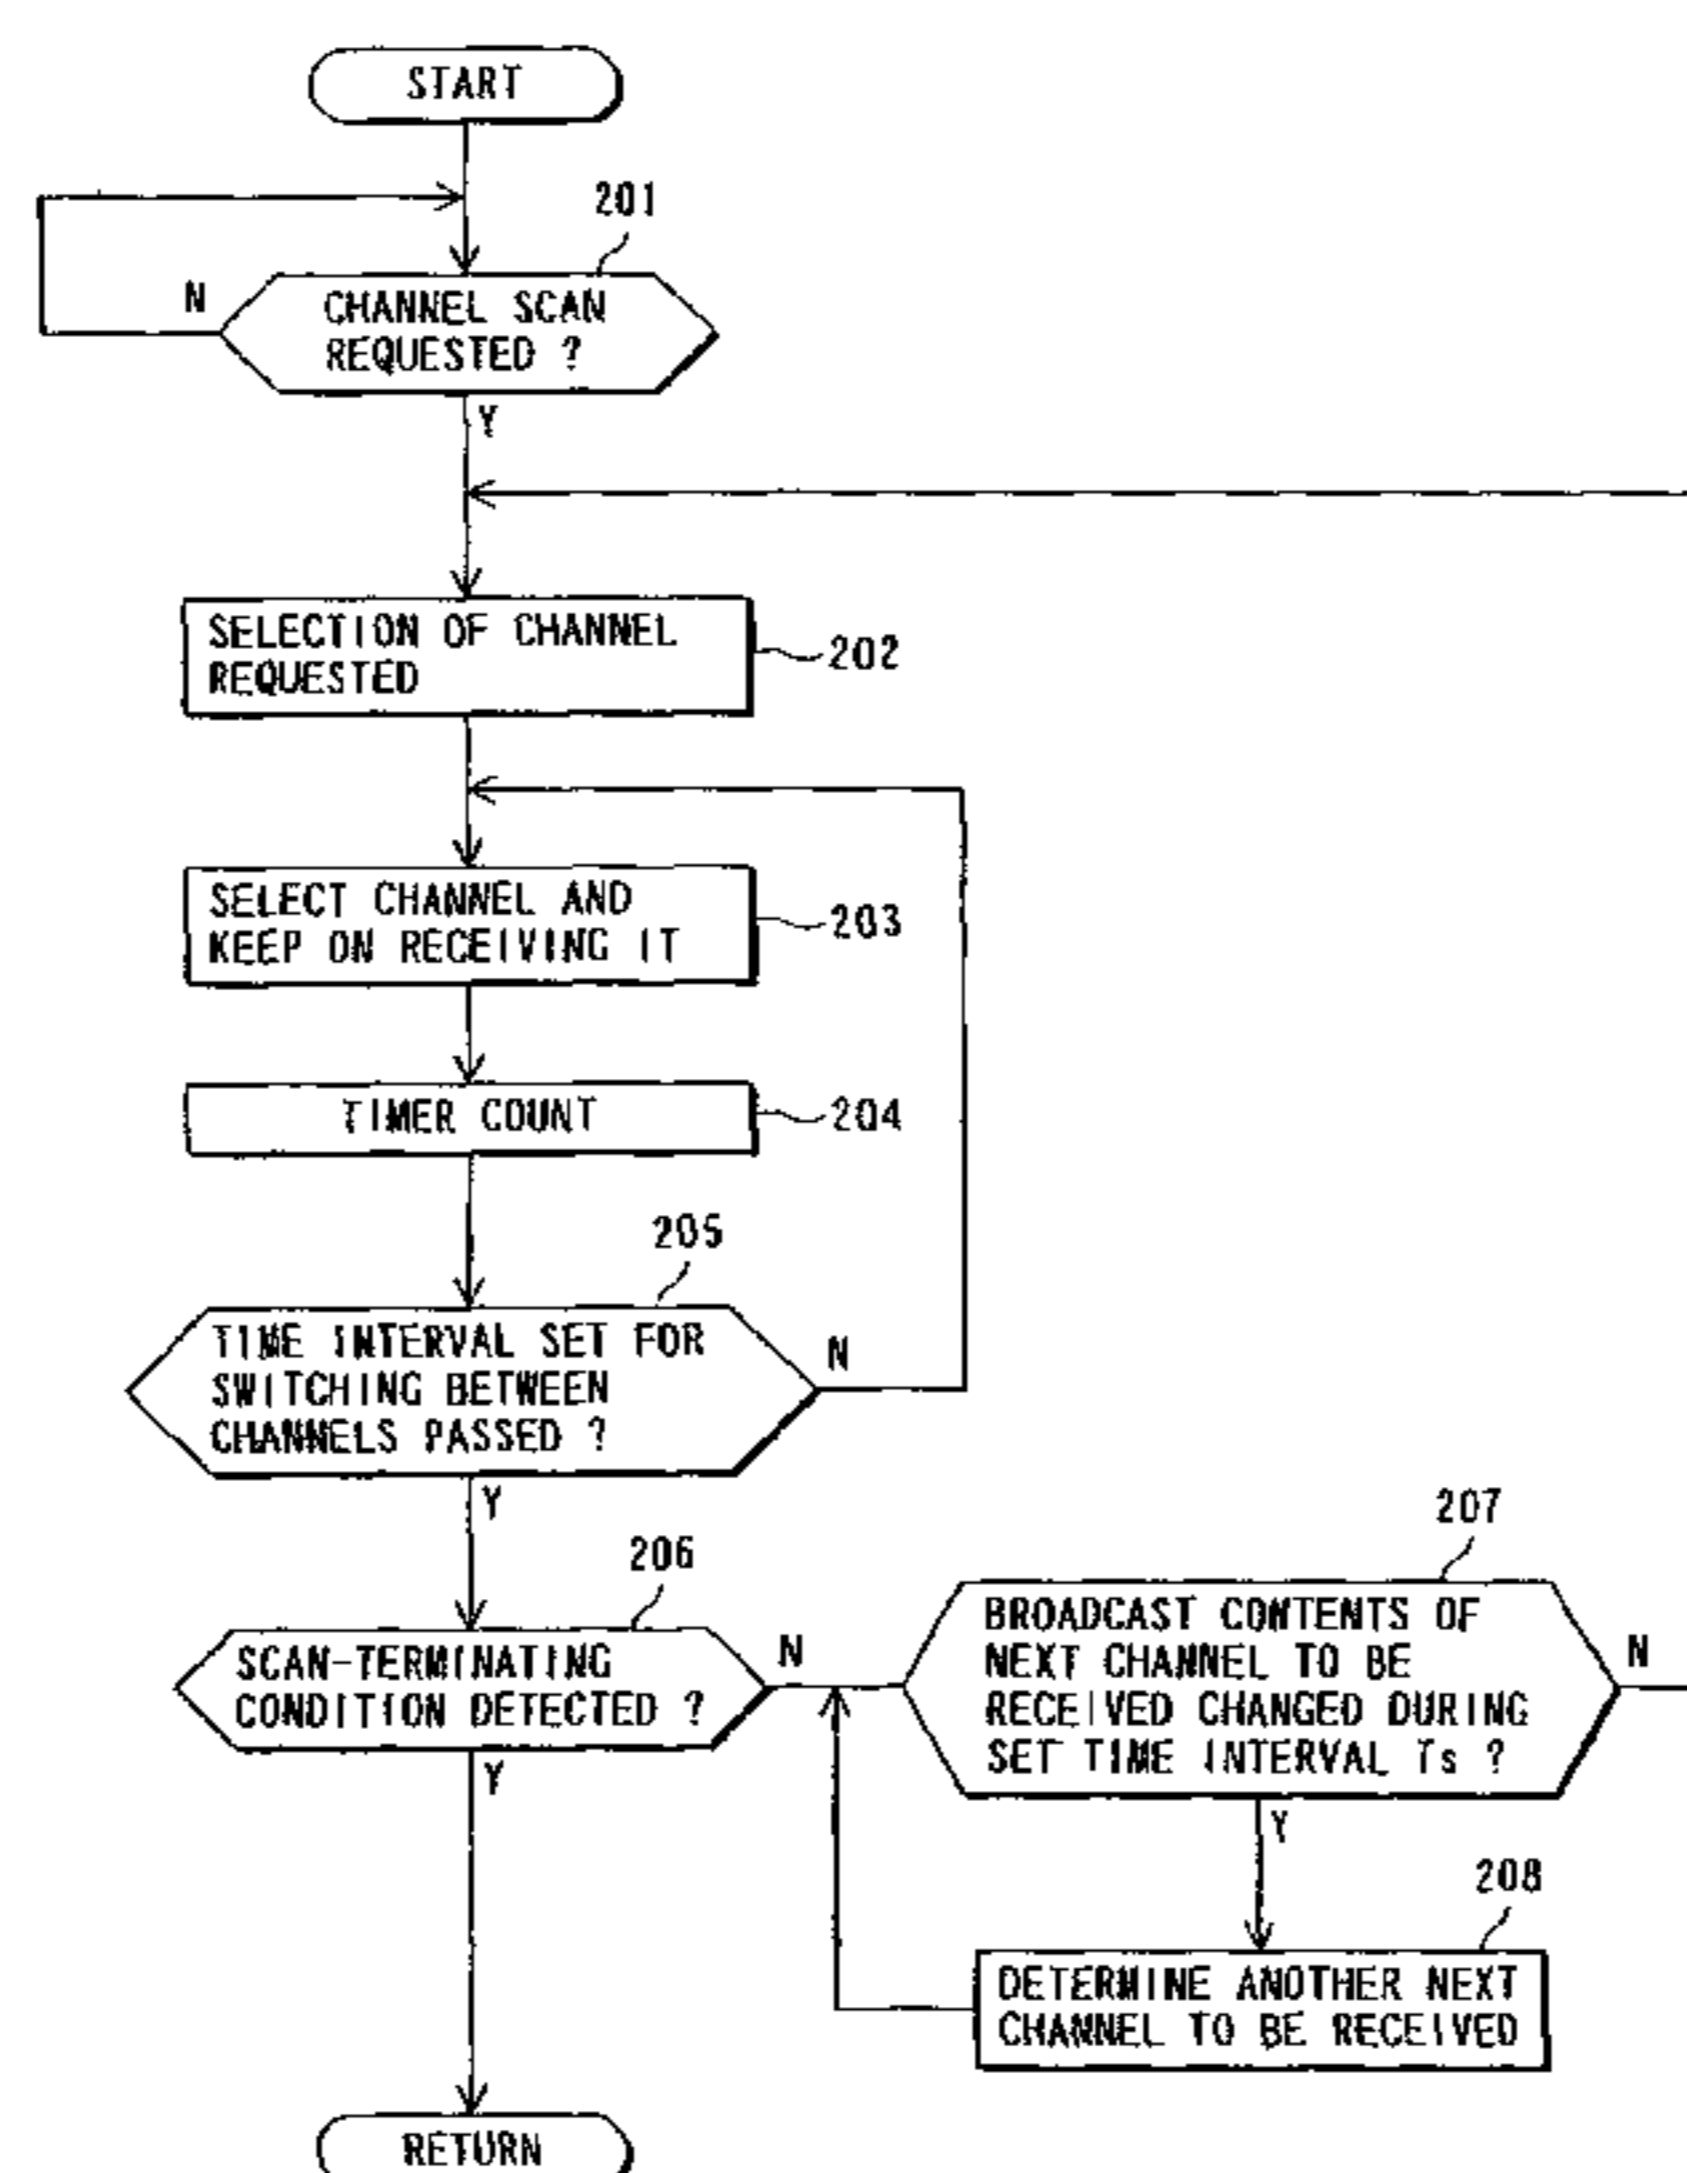 START
201
N
CHANNEL SCAN
REQUESTED ?
Y
SELECTION OF CHANNEL
REQUESTED
202
SELECT CHANNEL AND
KEEP ON RECEIVING IT
203
TIMER COUNT
204
205
TIME INTERVAL SET FOR
SWITCHING BETWEEN
CHANNELS PASSED ?
N
Y
206
SCAN-TERMINATING
CONDITION DETECTED ?
N
Y
207
BROADCAST CONTENTS OF
NEXT CHANNEL TO BE
RECEIVED CHANGED DURING
SET TIME INTERVAL Ts ?
N
Y
208
DETERMINE ANOTHER NEXT
CHANNEL TO BE RECEIVED
RETURN